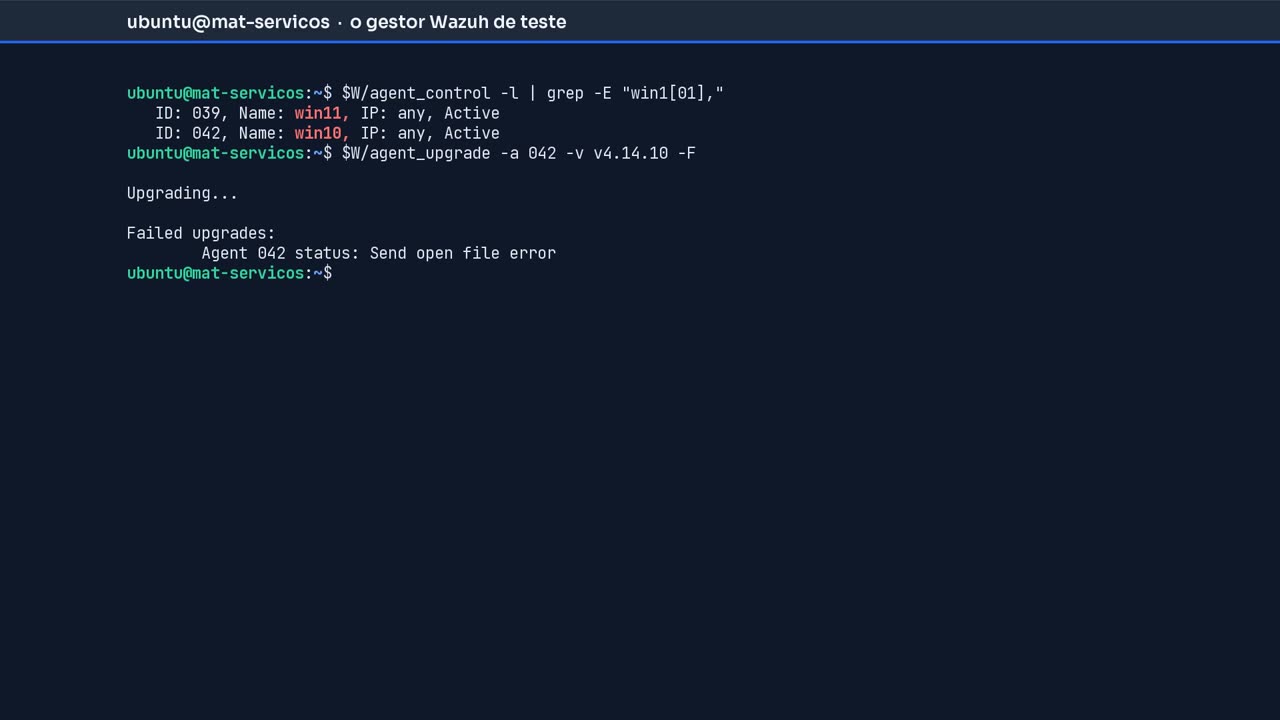 ubuntu@mat-servicos · o gestor Wazuh de teste
ubuntu@mat-servicos:~$ $W/agent_control -l | grep -E "win1[01],"
   ID: 039, Name: win11, IP: any, Active
   ID: 042, Name: win10, IP: any, Active
ubuntu@mat-servicos:~$ $W/agent_upgrade -a 042 -v v4.14.10 -F
Upgrading...
Failed upgrades:
        Agent 042 status: Send open file error
ubuntu@mat-servicos:~$